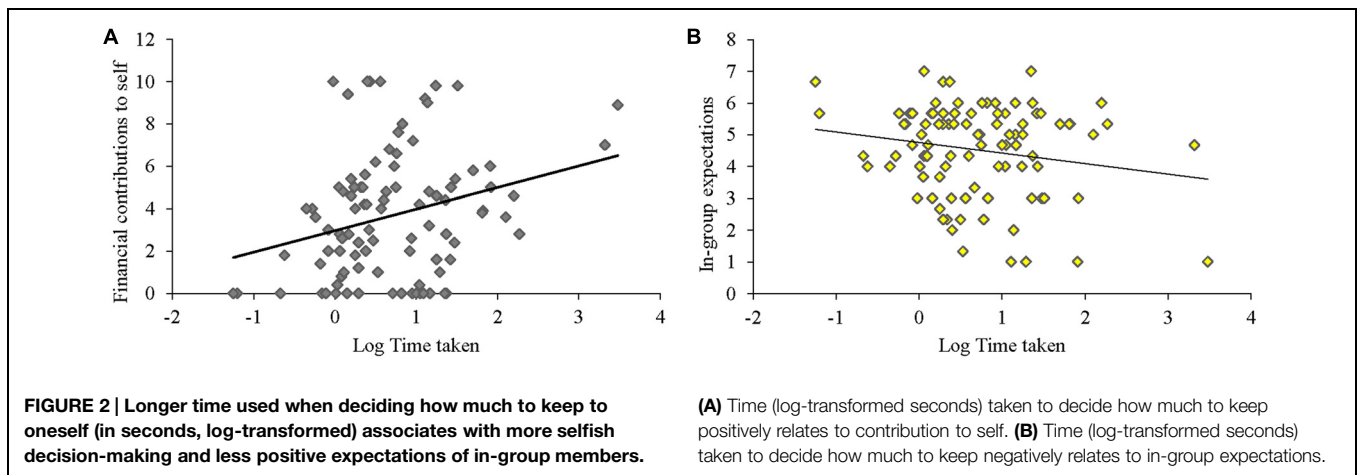 A
12
10
8
6
4
2
0
Financial contributions to self
-2 -1 0 1 2 3 4
Log Time taken
B
8
7
6
5
4
3
2
1
0
In-group expectations
-2 -1 0 1 2 3 4
Log Time taken
FIGURE 2 | Longer time used when deciding how much to keep to
oneself (in seconds, log-transformed) associates with more selfish
decision-making and less positive expectations of in-group members.
(A) Time (log-transformed seconds) taken to decide how much to keep
positively relates to contribution to self. (B) Time (log-transformed seconds)
taken to decide how much to keep negatively relates to in-group expectations.